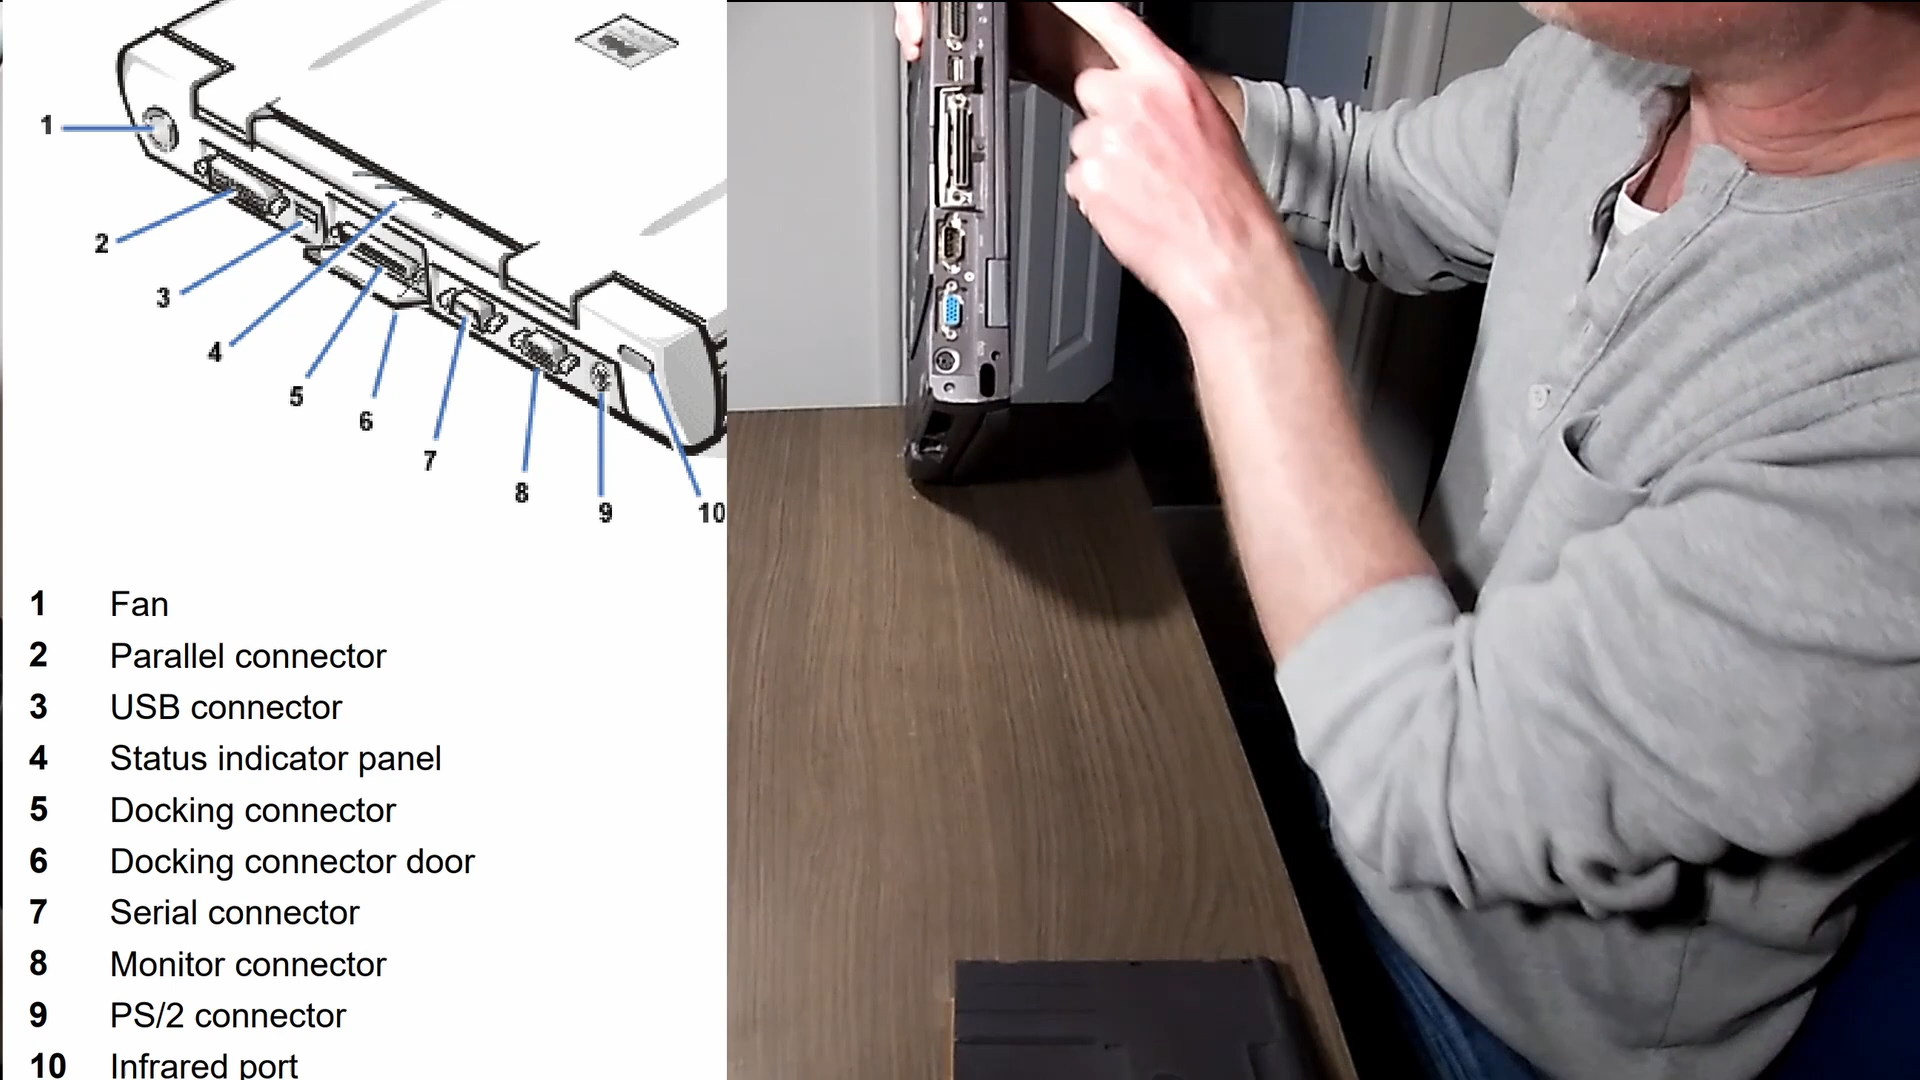 1
2
3
4
5
6
7
8
9
10
1 Fan
2 Parallel connector
3 USB connector
4 Status indicator panel
5 Docking connector
6 Docking connector door
7 Serial connector
8 Monitor connector
9 PS/2 connector
10 Infrared port